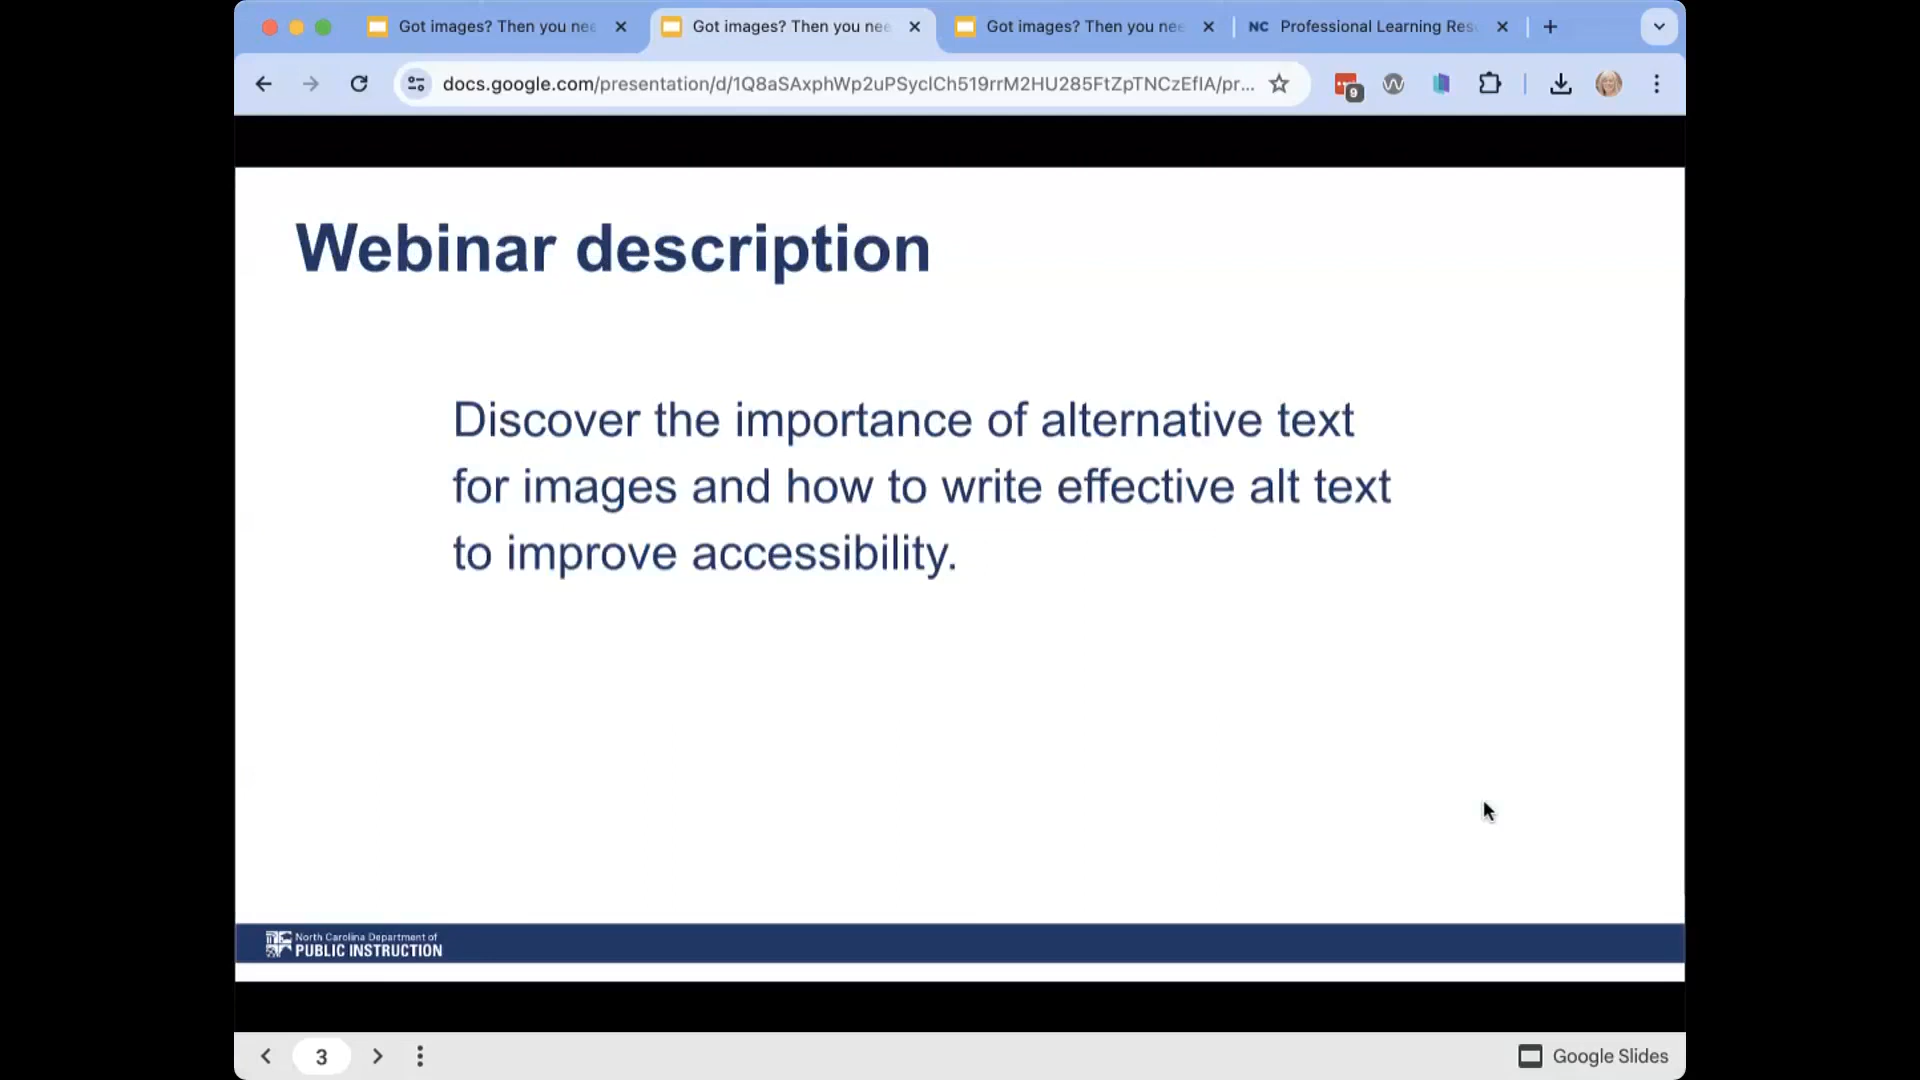 Got images? Then you nee
Got images? Then you nee
Got images? Then you nee
NC Professional Learning Res
docs.google.com/presentation/d/1Q8aSAxphWp2uPSyclCh519rrM2HU285FtZpTNCzEfIA/pr...
9
Webinar description
Discover the importance of alternative text
for images and how to write effective alt text
to improve accessibility.
North Carolina Department of
PUBLIC INSTRUCTION
3
Google Slides